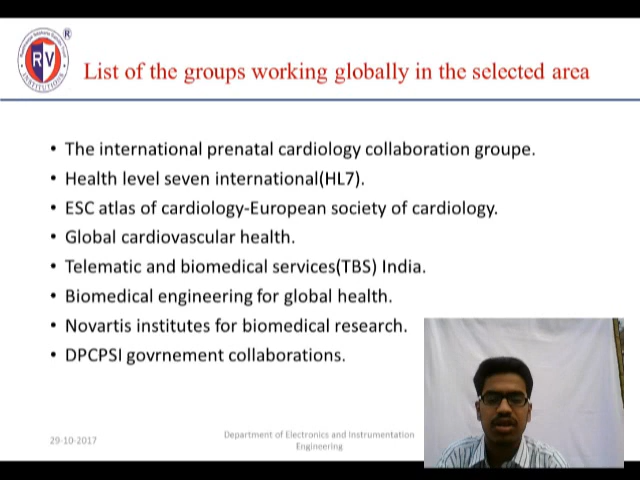 RV
INSTITUTIONS
®
List of the groups working globally in the selected area
• The international prenatal cardiology collaboration groupe.
• Health level seven international(HL7).
• ESC atlas of cardiology-European society of cardiology.
• Global cardiovascular health.
• Telematic and biomedical services(TBS) India.
• Biomedical engineering for global health.
• Novartis institutes for biomedical research.
• DPCPSI govrnement collaborations.
29-10-2017
Department of Electronics and Instrumentation
Engineering